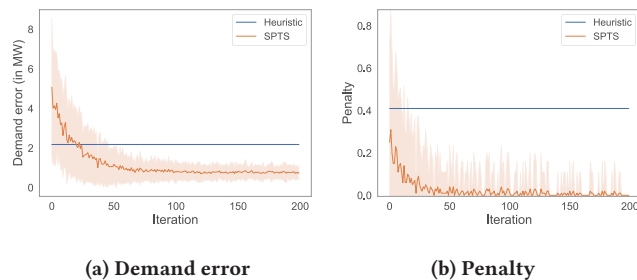 Demand error (in MW)
8
6
4
2
0
Heuristic
SPTS
0 50 100 150 200
Iteration
(a) Demand error
Penalty
0.8
0.6
0.4
0.2
0.0
Heuristic
SPTS
0 50 100 150 200
Iteration
(b) Penalty